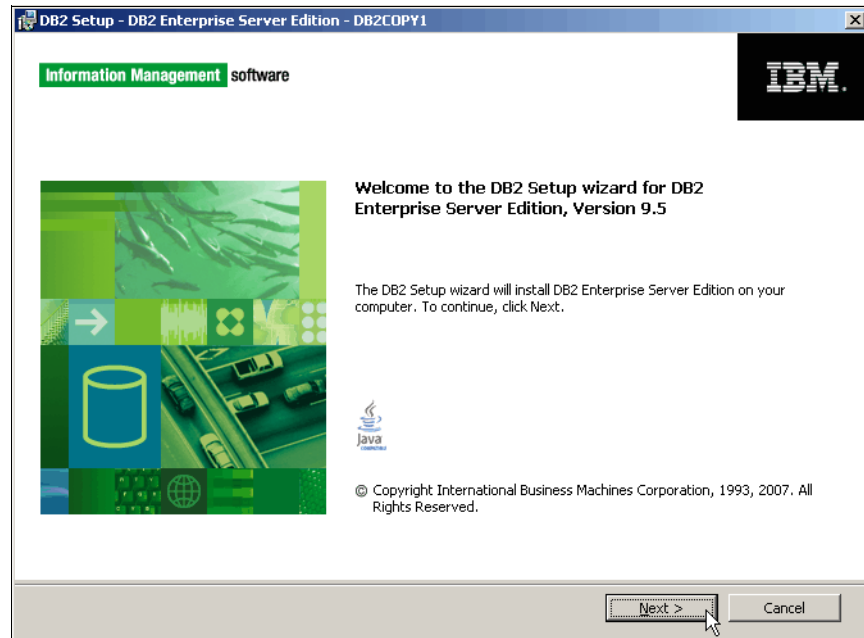 DB2 Setup - DB2 Enterprise Server Edition - DB2COPY1
Information Management software
IBM.
Welcome to the DB2 Setup wizard for DB2
Enterprise Server Edition, Version 9.5
The DB2 Setup wizard will install DB2 Enterprise Server Edition on your
computer. To continue, click Next.
Java
COMPATIBLE
© Copyright International Business Machines Corporation, 1993, 2007. All
Rights Reserved.
Next >
Cancel